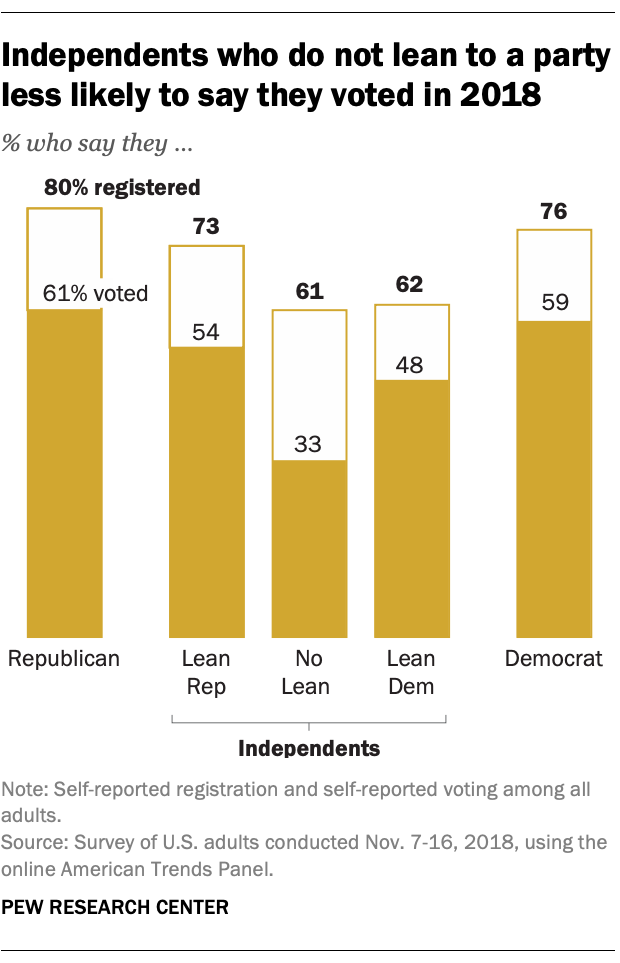 Independents who do not lean to a party
less likely to say they voted in 2018
% who say they ...
80% registered
61% voted
73
54
61
33
62
48
76
59
Republican
Lean
Rep
No
Lean
Lean
Dem
Democrat
Independents
Note: Self-reported registration and self-reported voting among all
adults.
Source: Survey of U.S. adults conducted Nov. 7-16, 2018, using the
online American Trends Panel.
PEW RESEARCH CENTER